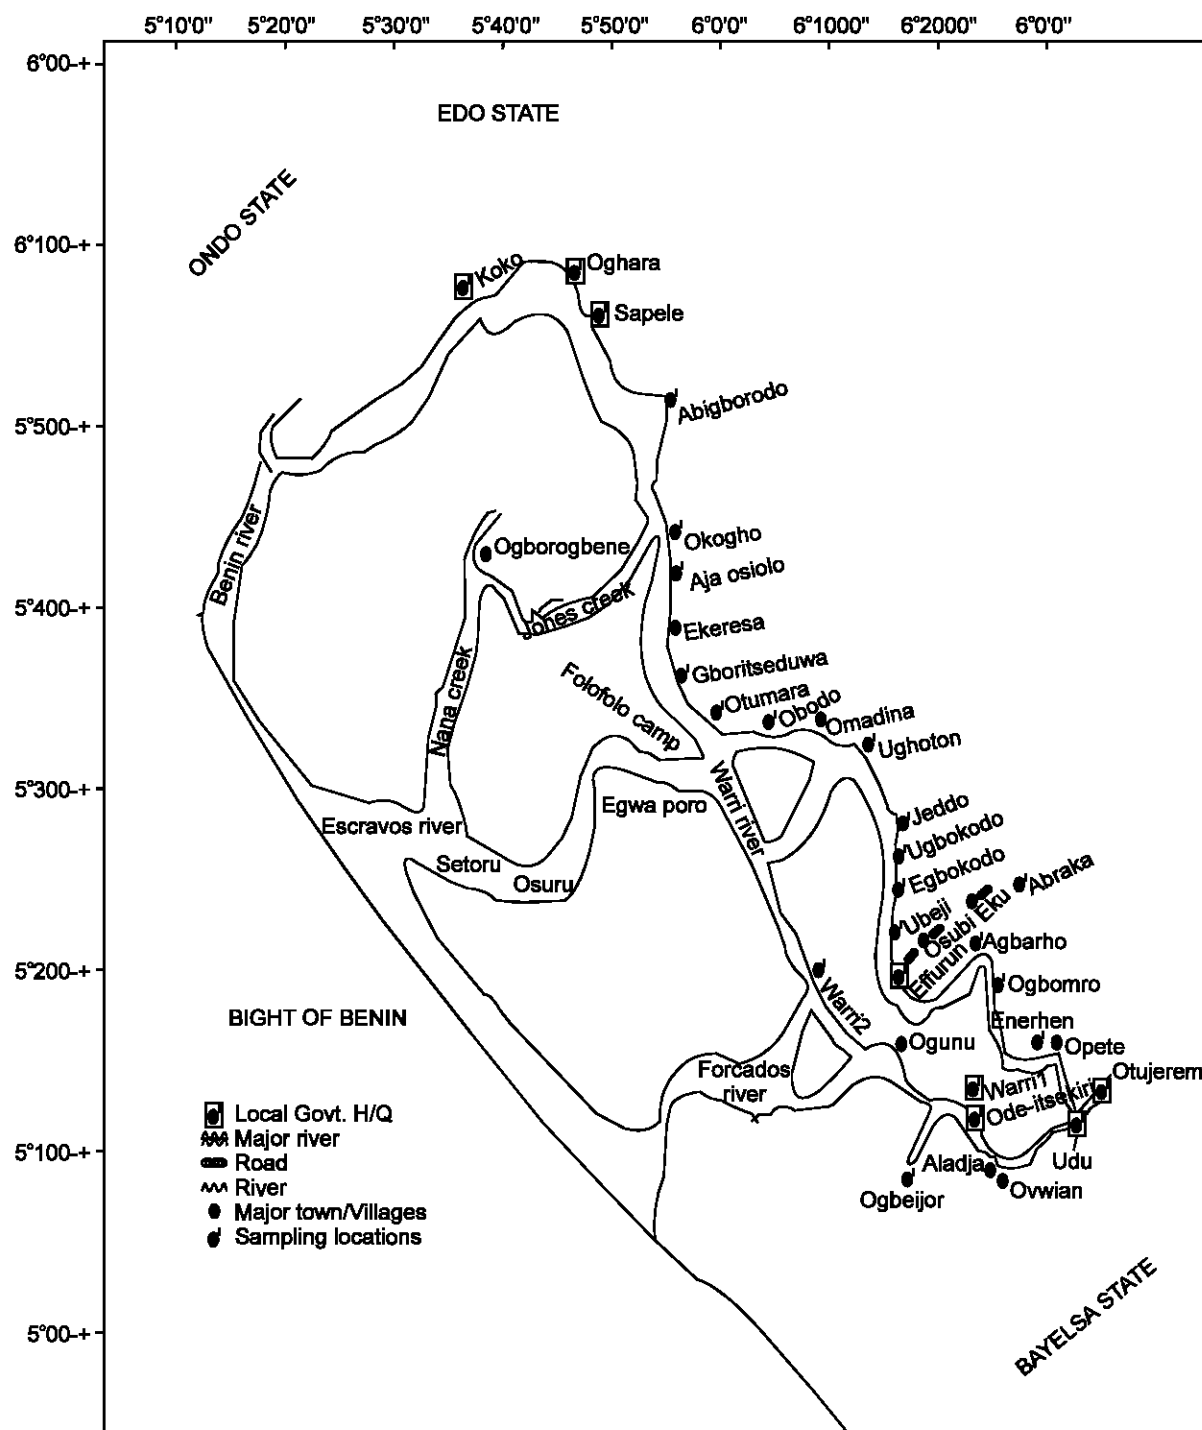 5°10'0" 5°20'0" 5°30'0" 5°40'0" 5°50'0" 6°0'0" 6°10'00" 6°20'0" 6°0'0"
6°00-+
EDO STATE
ONDO STATE
6°100-+
Koko
Oghara
Sapele
Abigborodo
5°500-+
Benin river
Ogborogbene
Okogho
Aja osiolo
5°400-+
Jones creek
Ekeresa
Gboritseduwa
Nana creek
Folofolo camp
Otumara
Obodo
Omadina
Ughoton
5°300-+
Warri river
Egwa poro
Escravos river
Jeddo
Ugbokodo
Setoru
Osuru
Egbokodo
Abraka
Ubeji
Osubi
Eku
Effurun
Agbarho
5°200-+
Warri2
Ogbomro
BIGHT OF BENIN
Enerhen
Ogunu
Opete
Forcados
river
Warri1
Otujerem
Ode-itsekiri
Local Govt. H/Q
Major river
5°100-+
Road
Aladja
Udu
River
Ogbeijor
Ovwian
Major town/Villages
Sampling locations
5°00-+
BAYELSA STATE